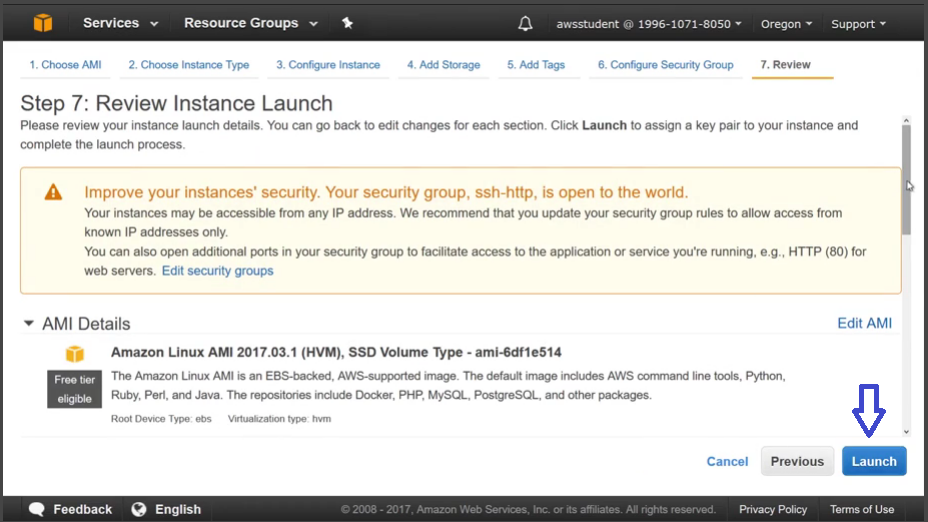 Services Resource Groups awsstudent @ 1996-1071-8050 Oregon Support
1. Choose AMI 2. Choose Instance Type 3. Configure Instance 4. Add Storage 5. Add Tags 6. Configure Security Group 7. Review
Step 7: Review Instance Launch
Please review your instance launch details. You can go back to edit changes for each section. Click Launch to assign a key pair to your instance and
complete the launch process.
Improve your instances' security. Your security group, ssh-http, is open to the world.
Your instances may be accessible from any IP address. We recommend that you update your security group rules to allow access from
known IP addresses only.
You can also open additional ports in your security group to facilitate access to the application or service you're running, e.g., HTTP (80) for
web servers. Edit security groups
AMI Details Edit AMI
Amazon Linux AMI 2017.03.1 (HVM), SSD Volume Type - ami-6df1e514
Free tier
eligible
The Amazon Linux AMI is an EBS-backed, AWS-supported image. The default image includes AWS command line tools, Python,
Ruby, Perl, and Java. The repositories include Docker, PHP, MySQL, PostgreSQL, and other packages.
Root Device Type: ebs Virtualization type: hvm
Cancel Previous Launch
Feedback English © 2008 - 2017, Amazon Web Services, Inc. or its affiliates. All rights reserved. Privacy Policy Terms of Use